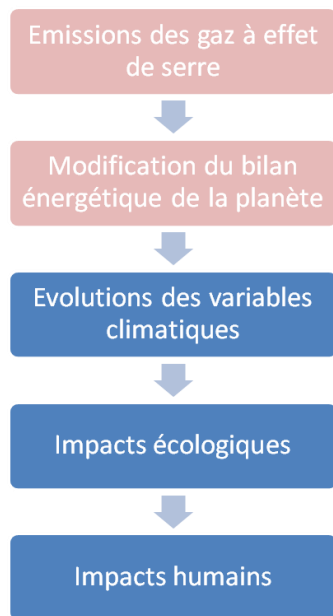 Emissions des gaz à effet
de serre
Modification du bilan
énergétique de la planète
Evolutions des variables
climatiques
Impacts écologiques
Impacts humains